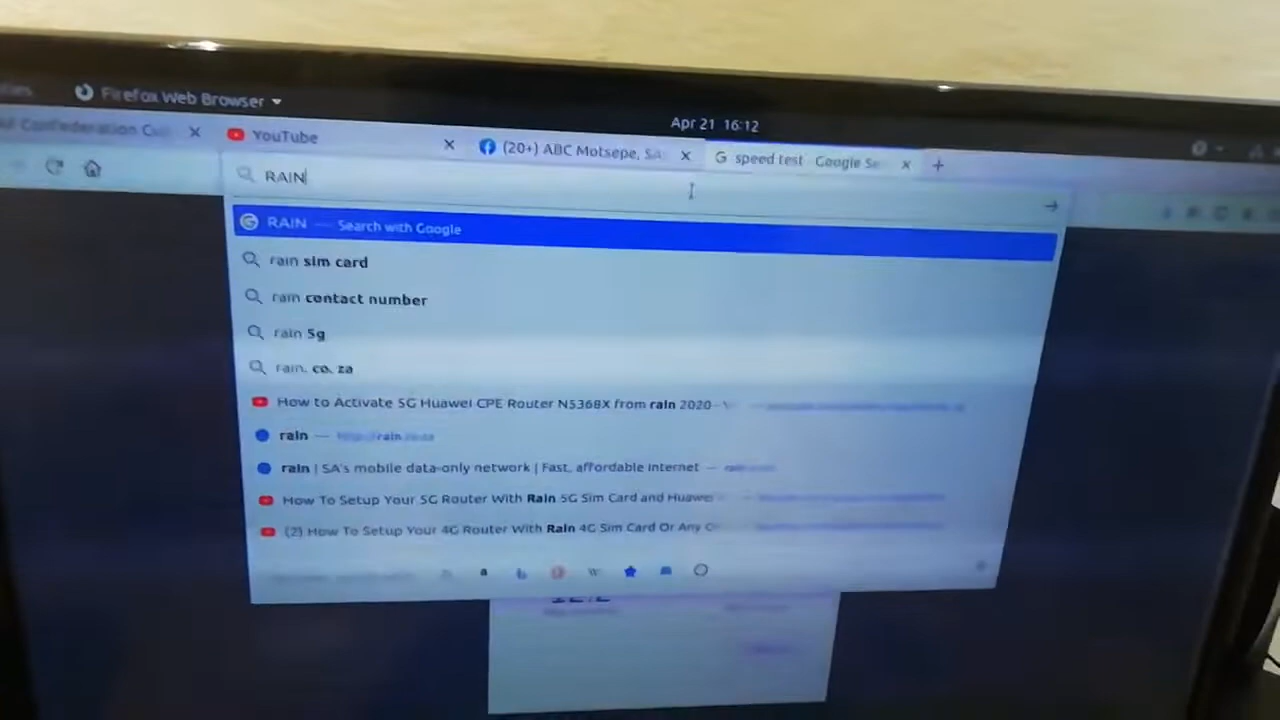 Firefox Web Browser
Apr 21 16:12
Confederation
YouTube
(20+) ABC Motsepe, SA
speed test Google Se
RAIN
RAIN — Search with Google
rain sim card
rain contact number
rain 5g
rain. co. za
How to Activate 5G Huawei CPE Router N5368X from rain 2020 -
rain —
rain | SA's mobile data-only network | Fast, affordable internet —
How To Setup Your 5G Router With Rain 5G Sim Card and Huawei
(2) How To Setup Your 4G Router With Rain 4G Sim Card Or Any